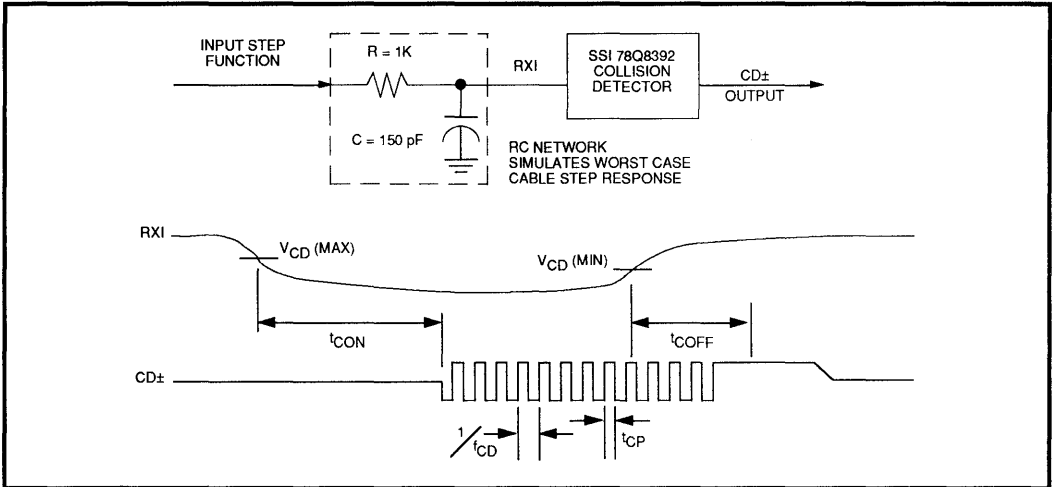 INPUT STEP
FUNCTION
R = 1K
C = 150 pF
RXI
SSI 78Q8392
COLLISION
DETECTOR
CD±
OUTPUT
RC NETWORK
SIMULATES WORST CASE
CABLE STEP RESPONSE
RXI
VCD (MAX)
VCD (MIN)
tCON
tCOFF
CD±
1/fCD
tCP